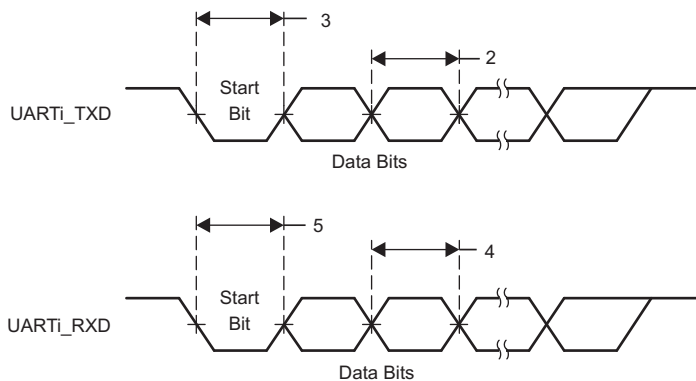 3
2
Start
Bit
UARTi_TXD
Data Bits
5
4
Start
Bit
UARTi_RXD
Data Bits